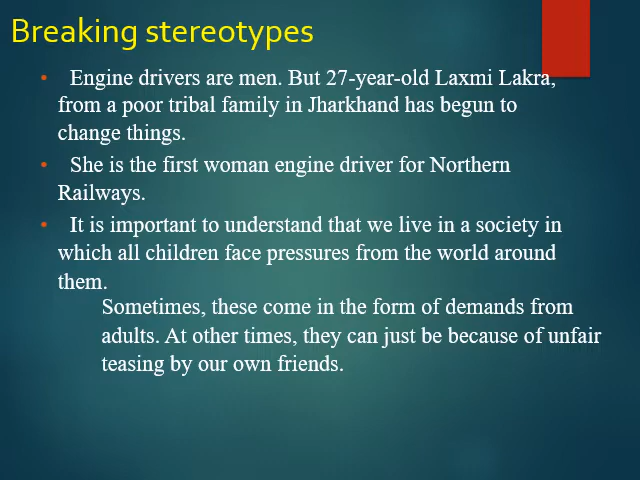 Breaking stereotypes
• Engine drivers are men. But 27-year-old Laxmi Lakra,
from a poor tribal family in Jharkhand has begun to
change things.
• She is the first woman engine driver for Northern
Railways.
• It is important to understand that we live in a society in
which all children face pressures from the world around
them.
Sometimes, these come in the form of demands from
adults. At other times, they can just be because of unfair
teasing by our own friends.